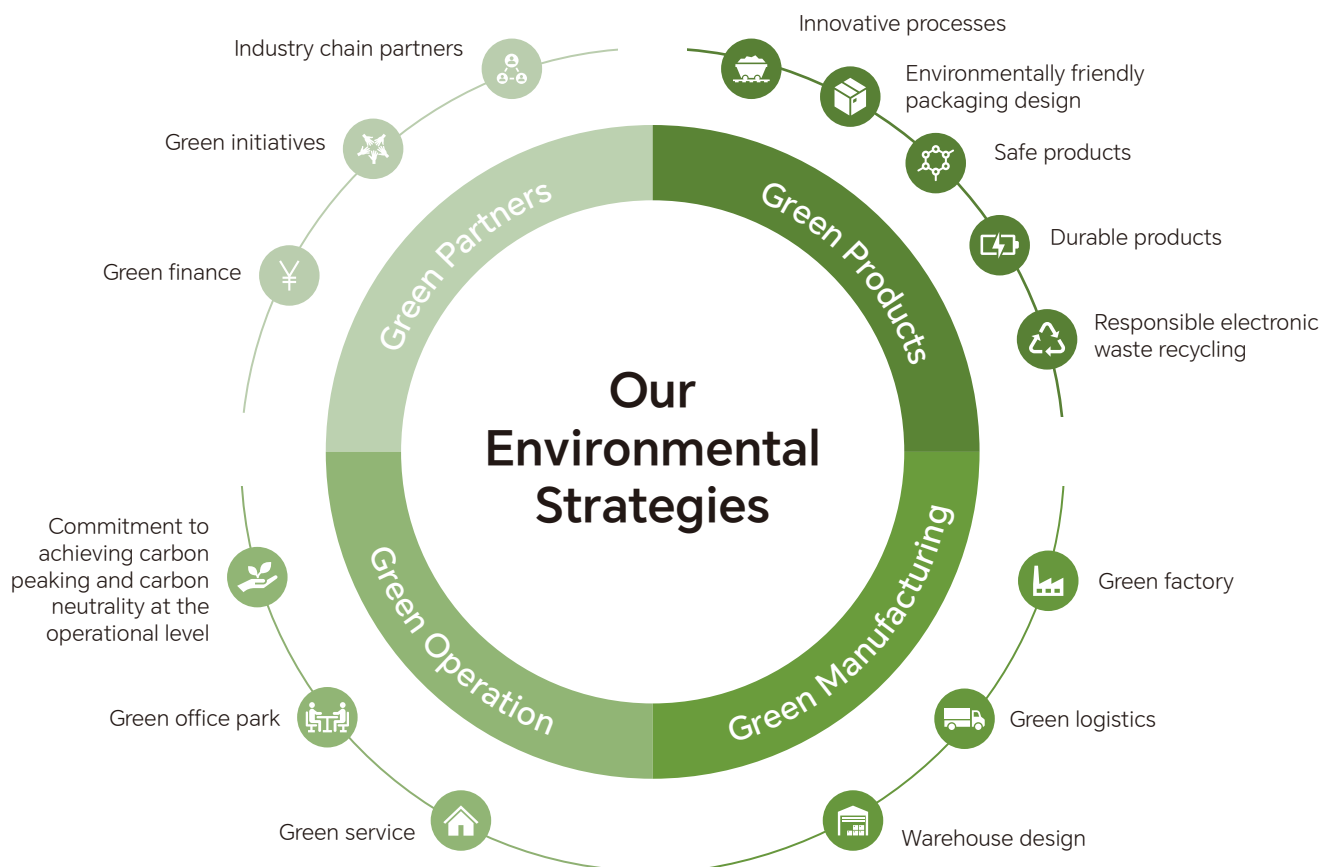 Our
Environmental
Strategies
Green Products
Innovative processes
Environmentally friendly
packaging design
Safe products
Durable products
Responsible electronic
waste recycling
Green Manufacturing
Green factory
Green logistics
Warehouse design
Green Operation
Commitment to
achieving carbon
peaking and carbon
neutrality at the
operational level
Green office park
Green service
Green Partners
Industry chain partners
Green initiatives
Green finance
¥